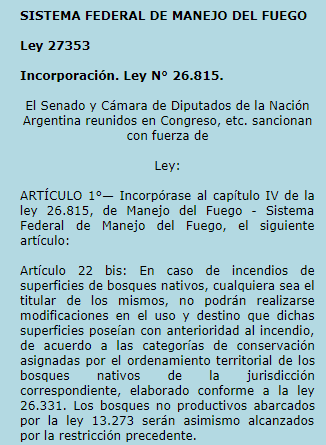 SISTEMA FEDERAL DE MANEJO DEL FUEGO
Ley 27353
Incorporación. Ley N° 26.815.
El Senado y Cámara de Diputados de la Nación
Argentina reunidos en Congreso, etc. sancionan
con fuerza de
Ley:
ARTÍCULO 1°— Incorpórase al capítulo IV de la
ley 26.815, de Manejo del Fuego - Sistema
Federal de Manejo del Fuego, el siguiente
artículo:
Artículo 22 bis: En caso de incendios de
superficies de bosques nativos, cualquiera sea el
titular de los mismos, no podrán realizarse
modificaciones en el uso y destino que dichas
superficies poseían con anterioridad al incendio,
de acuerdo a las categorías de conservación
asignadas por el ordenamiento territorial de los
bosques nativos de la jurisdicción
correspondiente, elaborado conforme a la ley
26.331. Los bosques no productivos abarcados
por la ley 13.273 serán asimismo alcanzados
por la restricción precedente.